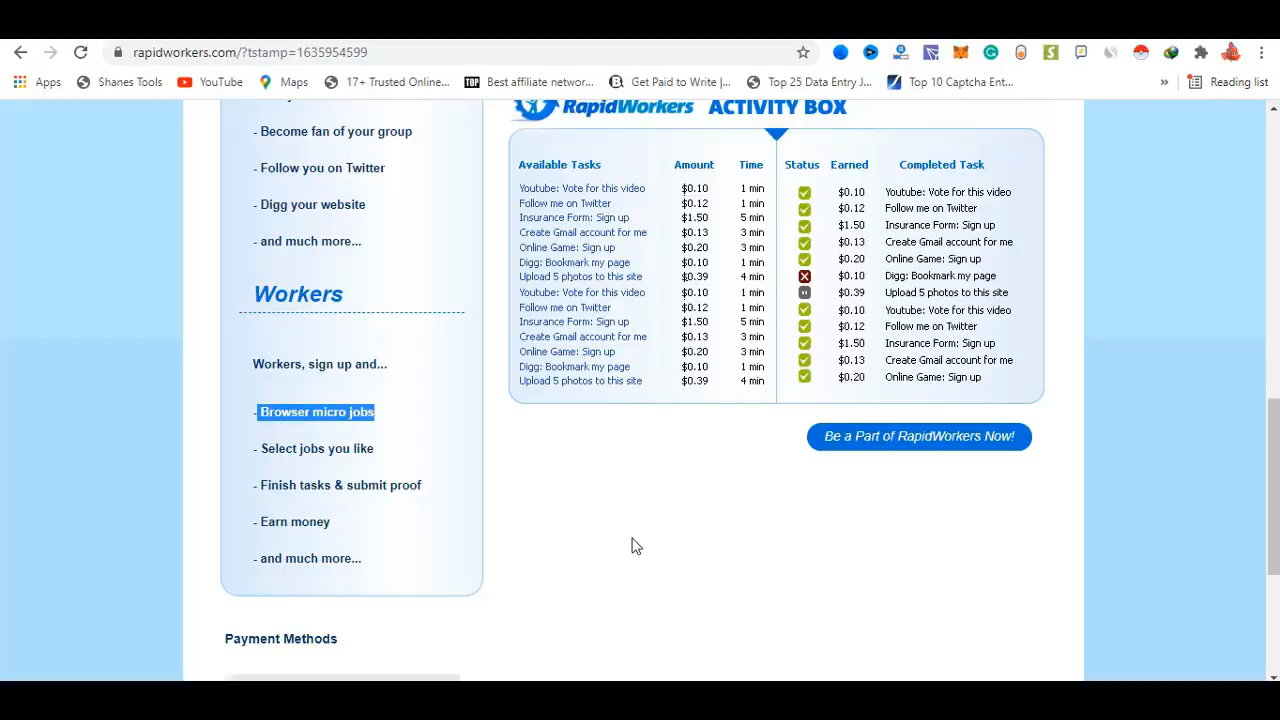 rapidworkers.com/?tstamp=1635954599
Apps Shanes Tools YouTube Maps 17+ Trusted Online... TOP Best affiliate networ... Get Paid to Write |... Top 25 Data Entry J... Top 10 Captcha Ent... » Reading list
- Become fan of your group
- Follow you on Twitter
- Digg your website
- and much more...
Workers
Workers, sign up and...
- Browser micro jobs
- Select jobs you like
- Finish tasks & submit proof
- Earn money
- and much more...
Payment Methods
RapidWorkers ACTIVITY BOX
Available Tasks Amount Time Status Earned Completed Task
Youtube: Vote for this video $0.10 1 min $0.10 Youtube: Vote for this video
Follow me on Twitter $0.12 1 min $0.12 Follow me on Twitter
Insurance Form: Sign up $1.50 5 min $1.50 Insurance Form: Sign up
Create Gmail account for me $0.13 3 min $0.13 Create Gmail account for me
Online Game: Sign up $0.20 3 min $0.20 Online Game: Sign up
Digg: Bookmark my page $0.10 1 min $0.10 Digg: Bookmark my page
Upload 5 photos to this site $0.39 4 min $0.39 Upload 5 photos to this site
Youtube: Vote for this video $0.10 1 min $0.10 Youtube: Vote for this video
Follow me on Twitter $0.12 1 min $0.12 Follow me on Twitter
Insurance Form: Sign up $1.50 5 min $1.50 Insurance Form: Sign up
Create Gmail account for me $0.13 3 min $0.13 Create Gmail account for me
Online Game: Sign up $0.20 3 min $0.20 Online Game: Sign up
Digg: Bookmark my page $0.10 1 min
Upload 5 photos to this site $0.39 4 min
Be a Part of RapidWorkers Now!